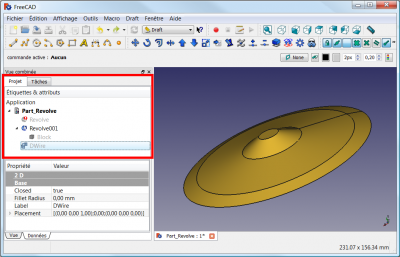 FreeCAD
Fichier Édition Affichage Outils Macro Draft Fenêtre Aide
Draft
commande active : Aucun
None
2px
0,20
Vue combinée
Projet Tâches
Étiquettes & attributs
Application
Part_Revolve
Revolve
Revolve001
Block
DWire
Propriété Valeur
2 D
Base
Closed true
Fillet Radius 0,00 mm
Label DWire
Placement [(0,00 0,00 1,00);0,00;(0,00 0,00 0,00)]
Vue Données
Part_Revolve : 1*
231.07 x 156.34 mm